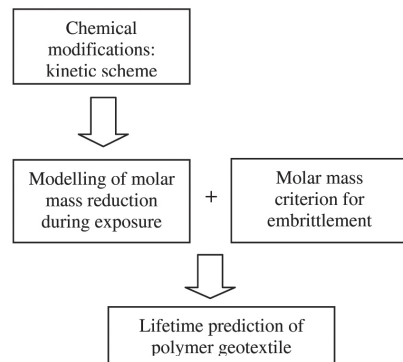 Chemical
modifications:
kinetic scheme
Modelling of molar
mass reduction
during exposure
+
Molar mass
criterion for
embrittlement
Lifetime prediction of
polymer geotextile